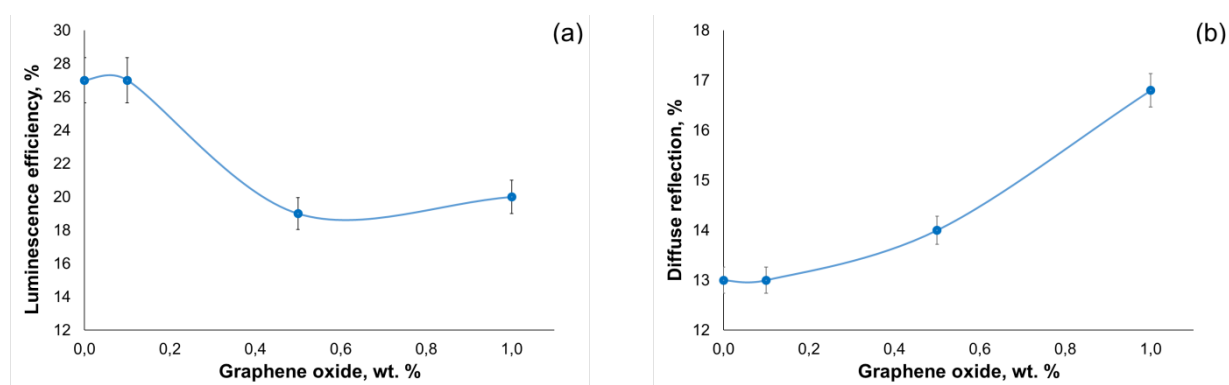 (a)
Luminescence efficiency, %
30
28
26
24
22
20
18
16
14
12
0,0 0,2 0,4 0,6 0,8 1,0
Graphene oxide, wt. %
(b)
Diffuse reflection, %
18
17
16
15
14
13
12
0,0 0,2 0,4 0,6 0,8 1,0
Graphene oxide, wt. %